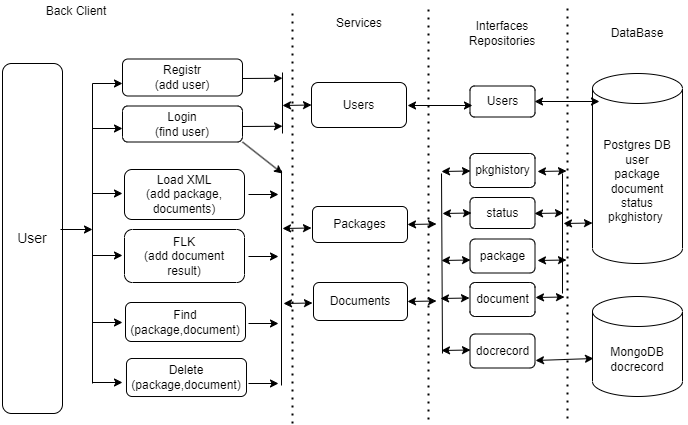 Back Client
Services
Interfaces
Repositories
DataBase
User
Registr
(add user)
Login
(find user)
Load XML
(add package,
documents)
FLK
(add document
result)
Find
(package,document)
Delete
(package,document)
Users
Packages
Documents
Users
pkghistory
status
package
document
docrecord
Postgres DB
user
package
document
status
pkghistory
MongoDB
docrecord